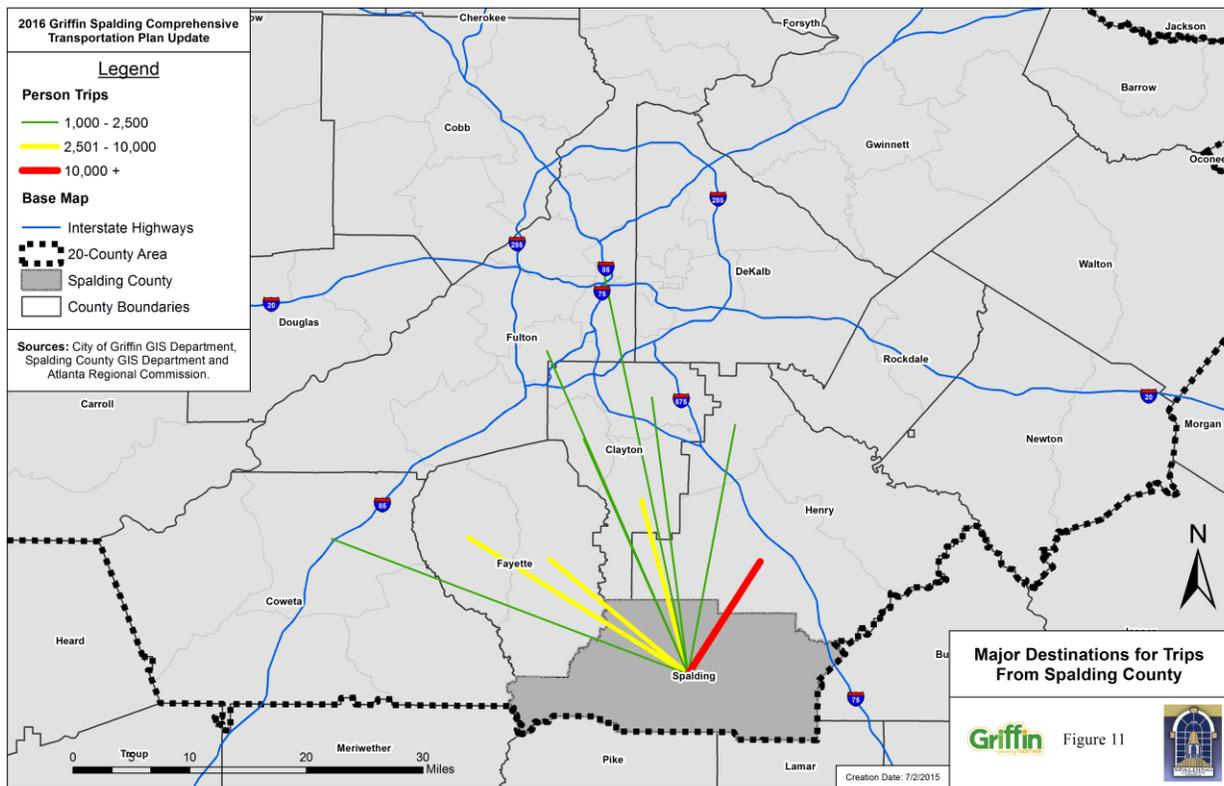 2016 Griffin Spalding Comprehensive
Transportation Plan Update
Legend
Person Trips
1,000 - 2,500
2,501 - 10,000
10,000 +
Base Map
Interstate Highways
20-County Area
Spalding County
County Boundaries
Sources: City of Griffin GIS Department,
Spalding County GIS Department and
Atlanta Regional Commission.
Cherokee
Forsyth
Jackson
Barrow
Cobb
Gwinnett
Oconee
285
285
DeKalb
Walton
85
75
20
Douglas
Fulton
Rockdale
20
Carroll
675
Morgan
Newton
Clayton
85
Henry
N
Fayette
Coweta
Heard
Spalding
75
Troup
Meriwether
Pike
Lamar
0 5 10 20 30
Miles
Creation Date: 7/2/2015
Major Destinations for Trips
From Spalding County
Griffin
Figure 11
SPALDING